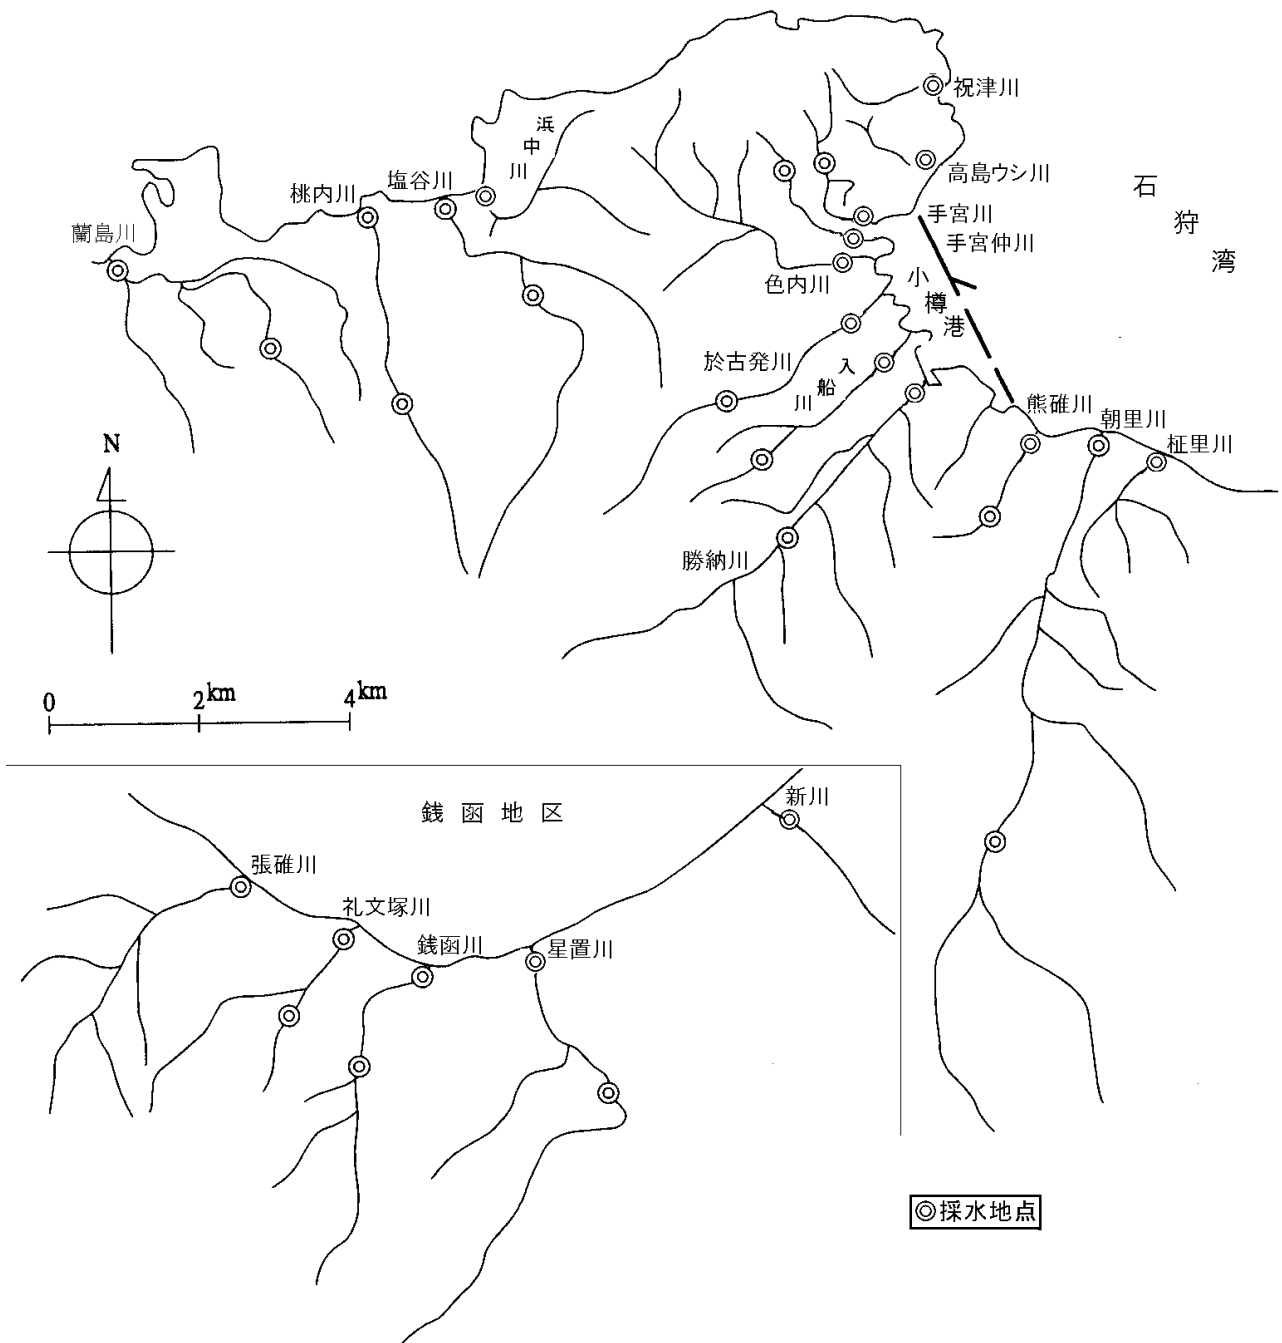 祝津川
浜中川
高島ウシ川
塩谷川
桃内川
石狩湾
手宮川
蘭島川
手宮仲川
色内川
小樽港
於古発川
入船川
熊碓川
朝里川
柾里川
N
勝納川
0 2km 4km
銭函地区
新川
張碓川
礼文塚川
銭函川
星置川
◎採水地点